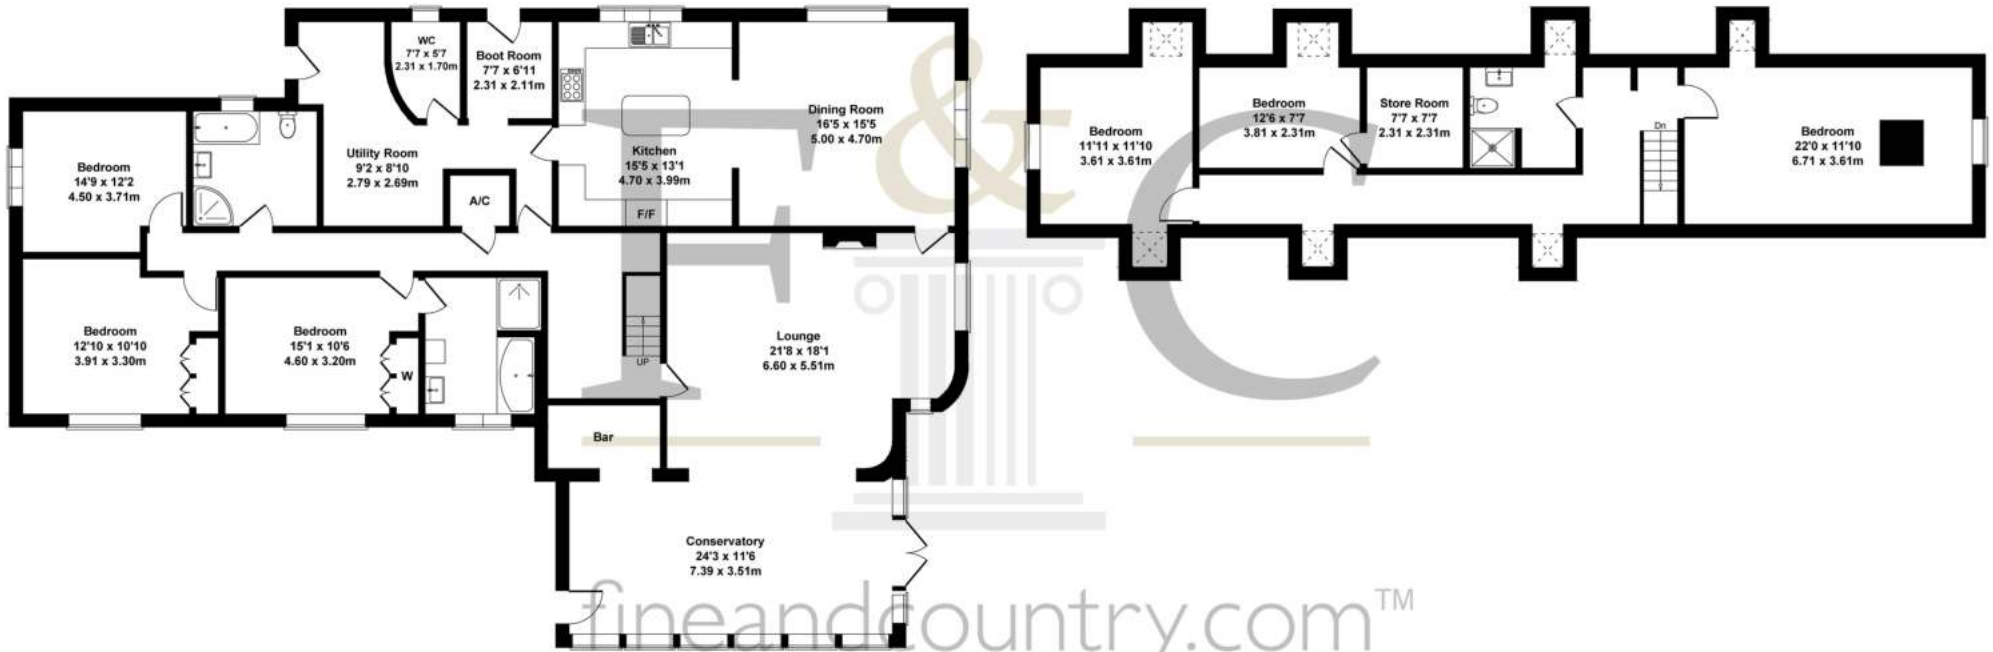 WC
7'7 x 5'7
2.31 x 1.70m
Boot Room
7'7 x 6'11
2.31 x 2.11m
Dining Room
16'5 x 15'5
5.00 x 4.70m
Kitchen
15'5 x 13'1
4.70 x 3.99m
Utility Room
9'2 x 8'10
2.79 x 2.69m
Bedroom
14'9 x 12'2
4.50 x 3.71m
A/C
F/F
Bedroom
12'10 x 10'10
3.91 x 3.30m
Bedroom
15'1 x 10'6
4.60 x 3.20m
W
UP
Lounge
21'8 x 18'1
6.60 x 5.51m
Bar
Conservatory
24'3 x 11'6
7.39 x 3.51m
Bedroom
11'11 x 11'10
3.61 x 3.61m
Bedroom
12'6 x 7'7
3.81 x 2.31m
Store Room
7'7 x 7'7
2.31 x 2.31m
Dn
Bedroom
22'0 x 11'10
6.71 x 3.61m
F&C
fineandcountry.com™